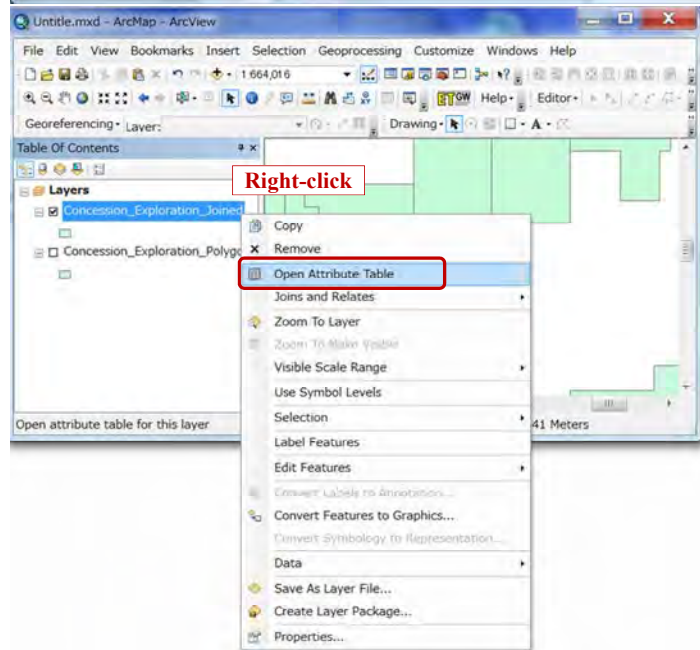 Untitle.mxd - ArcMap - ArcView
File Edit View Bookmarks Insert Selection Geoprocessing Customize Windows Help
1:664,016
Help Editor
Georeferencing Layer: Drawing A
Table Of Contents
Layers
Right-click
Concession_Exploration_Joined
Concession_Exploration_Polygo
Copy
Remove
Open Attribute Table
Joins and Relates
Zoom To Layer
Zoom To Make Visible
Visible Scale Range
Use Symbol Levels
Selection
Label Features
Edit Features
Convert Labels to Annotation...
Convert Features to Graphics...
Convert Symbology to Representation...
Data
Save As Layer File...
Create Layer Package...
Properties...
Open attribute table for this layer
41 Meters